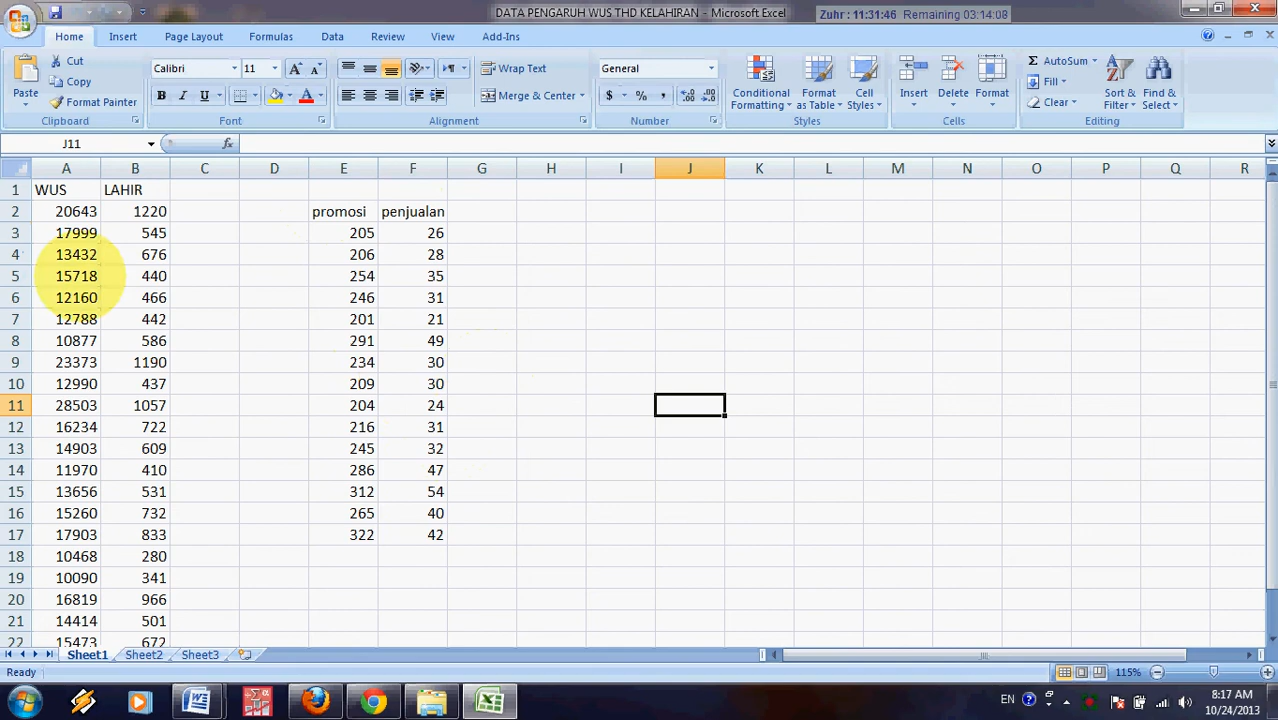 DATA PENGARUH WUS THD KELAHIRAN - Microsoft Excel
Zuhr: 11:31:46 Remaining 03:14:08
Home Insert Page Layout Formulas Data Review View Add-Ins
Cut
Copy
Format Painter
Paste
Clipboard
Calibri 11
B I U
Font
Wrap Text
Merge & Center
Alignment
General
$ % ,
Number
Conditional Formatting
Format as Table
Cell Styles
Styles
Insert Delete Format
Cells
AutoSum
Fill
Clear
Sort & Filter
Find & Select
Editing
J11 fx
A B C D E F G H I J K L M N O P Q R
1 WUS LAHIR
2 20643 1220 promosi penjualan
3 17999 545 205 26
4 13432 676 206 28
5 15718 440 254 35
6 12160 466 246 31
7 12788 442 201 21
8 10877 586 291 49
9 23373 1190 234 30
10 12990 437 209 30
11 28503 1057 204 24
12 16234 722 216 31
13 14903 609 245 32
14 11970 410 286 47
15 13656 531 312 54
16 15260 732 265 40
17 17903 833 322 42
18 10468 280
19 10090 341
20 16819 966
21 14414 501
22 15473 672
Sheet1 Sheet2 Sheet3
Ready 115%
EN 8:17 AM
10/24/2013